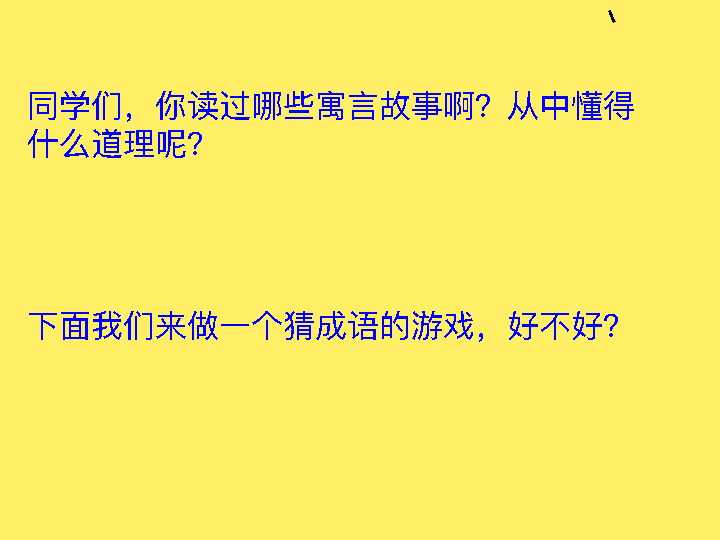 同学们，你读过哪些寓言故事啊？从中懂得
什么道理呢？
下面我们来做一个猜成语的游戏，好不好？